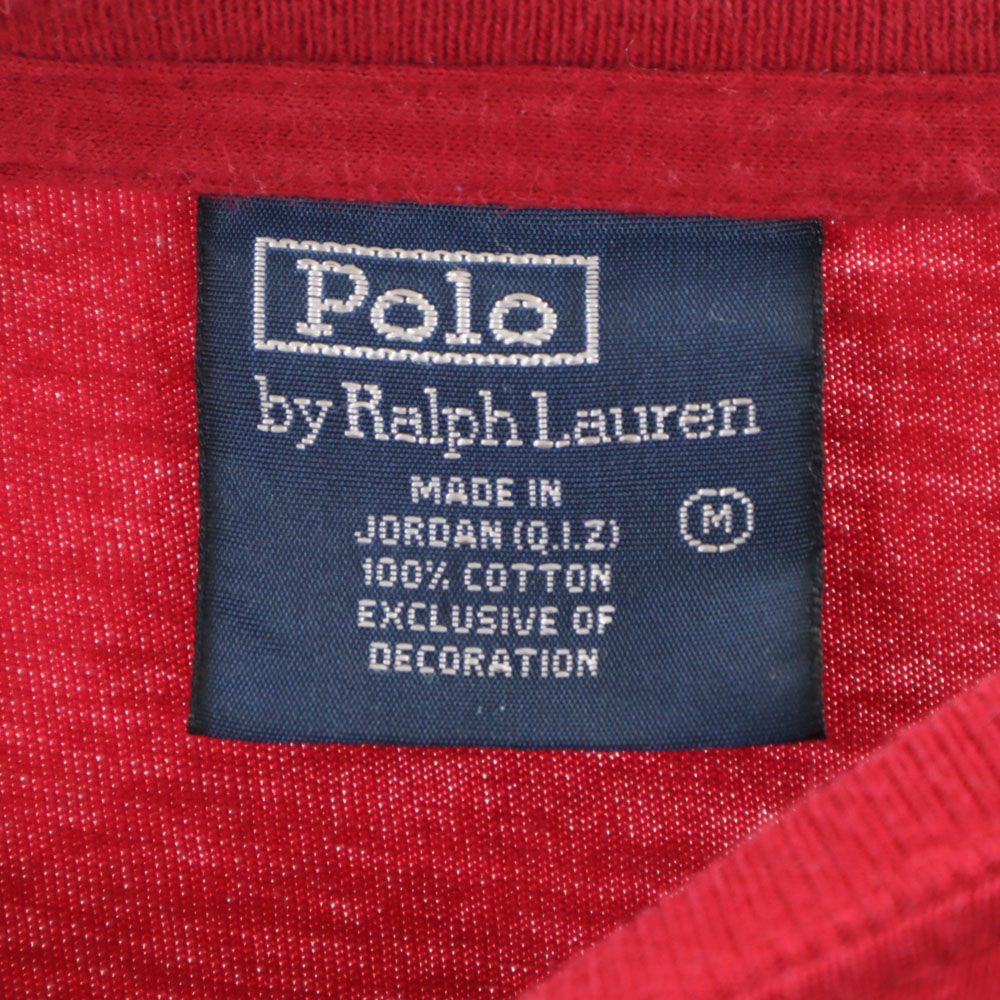 Polo
by Ralph Lauren
MADE IN
JORDAN (Q.I.Z)
100% COTTON
EXCLUSIVE OF
DECORATION
M